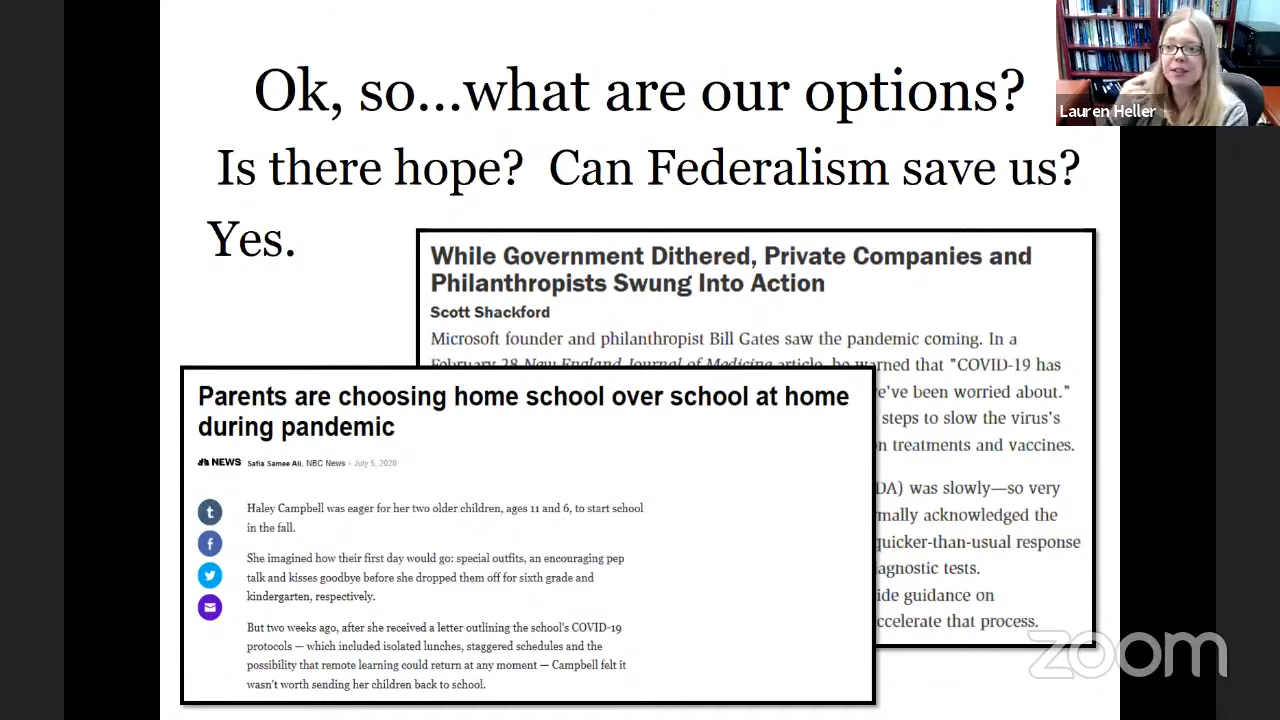 Ok, so...what are our options?
Is there hope?  Can Federalism save us?
Yes.
While Government Dithered, Private Companies and
Philanthropists Swung Into Action
Scott Shackford
Microsoft founder and philanthropist Bill Gates saw the pandemic coming. In a
February 28 New England Journal of Medicine article, he warned that "COVID-19 has
we've been worried about."
steps to slow the virus's
on treatments and vaccines.
DA) was slowly—so very
rmally acknowledged the
quicker-than-usual response
agnostic tests.
ide guidance on
ccelerate that process.
Parents are choosing home school over school at home
during pandemic
NEWS Safia Samee Ali, NBC News - July 5, 2020
Haley Campbell was eager for her two older children, ages 11 and 6, to start school
in the fall.
She imagined how their first day would go: special outfits, an encouraging pep
talk and kisses goodbye before she dropped them off for sixth grade and
kindergarten, respectively.
But two weeks ago, after she received a letter outlining the school's COVID-19
protocols — which included isolated lunches, staggered schedules and the
possibility that remote learning could return at any moment — Campbell felt it
wasn't worth sending her children back to school.
Lauren Heller
zoom